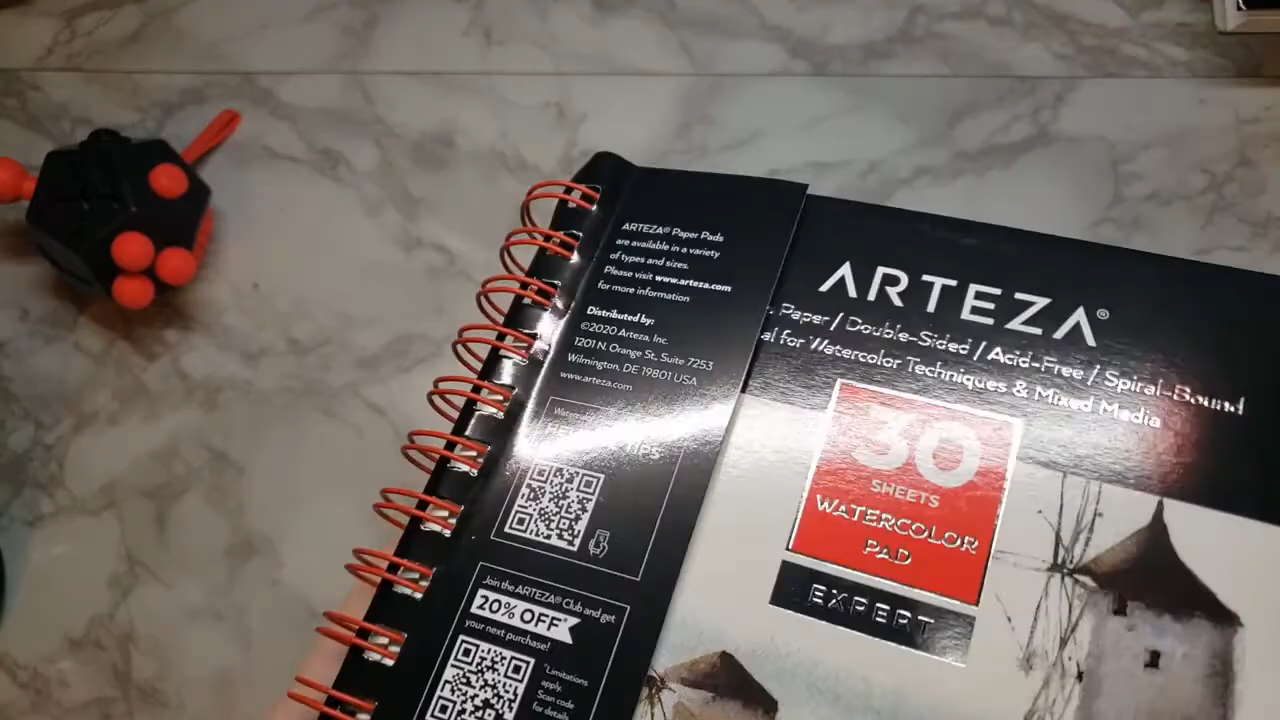 ARTEZA® Paper Pads
are available in a variety
of types and sizes.
Please visit www.arteza.com
for more information
Distributed by:
©2020 Arteza, Inc.
1201 N. Orange St, Suite 7253
Wilmington, DE 19801 USA
www.arteza.com
Join the ARTEZA® Club and get
20% OFF*
your next purchase!
*Limitations
apply.
Scan code
for details.
ARTEZA®
Paper / Double-Sided / Acid-Free / Spiral-Bound
for Watercolor Techniques & Mixed Media
30
SHEETS
WATERCOLOR
PAD
EXPERT